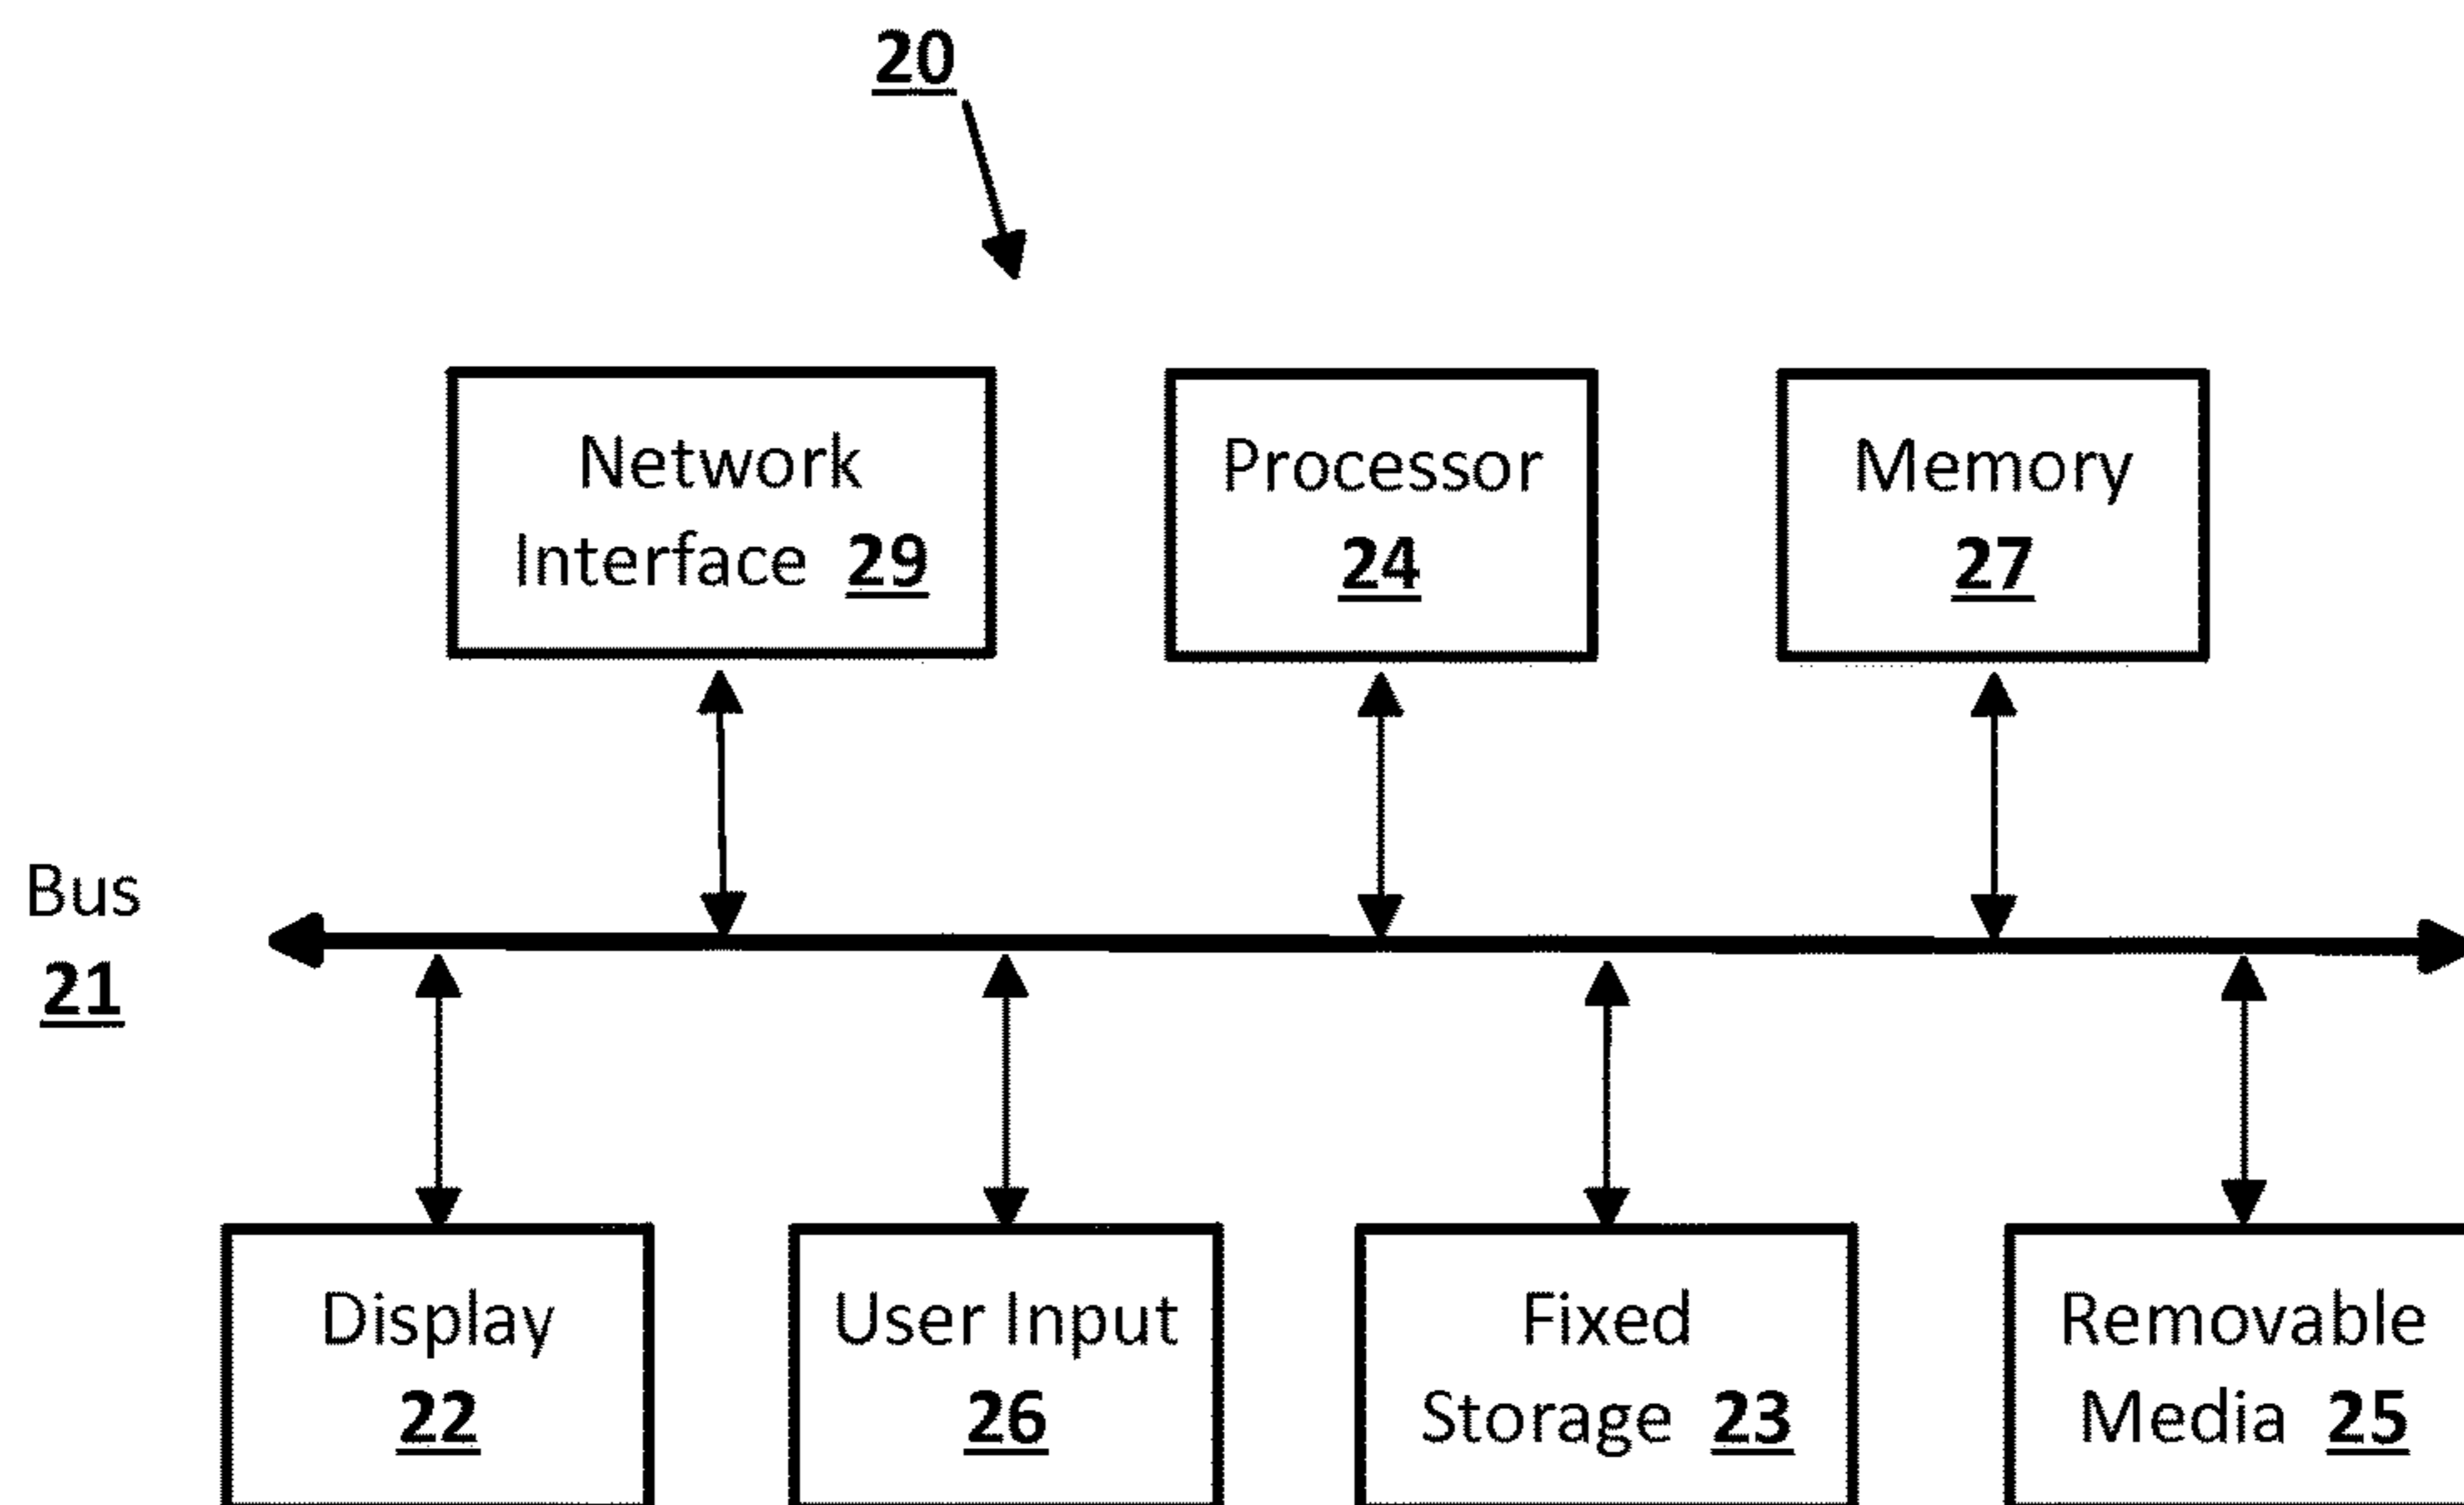 20
Network
Interface 29
Processor
24
Memory
27
Bus
21
Display
22
User Input
26
Fixed
Storage 23
Removable
Media 25